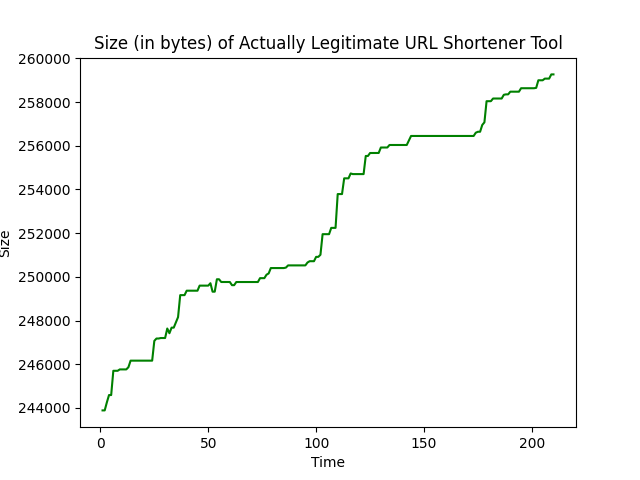 Size (in bytes) of Actually Legitimate URL Shortener Tool
260000
258000
256000
254000
252000
250000
248000
246000
244000
Size
0 50 100 150 200
Time